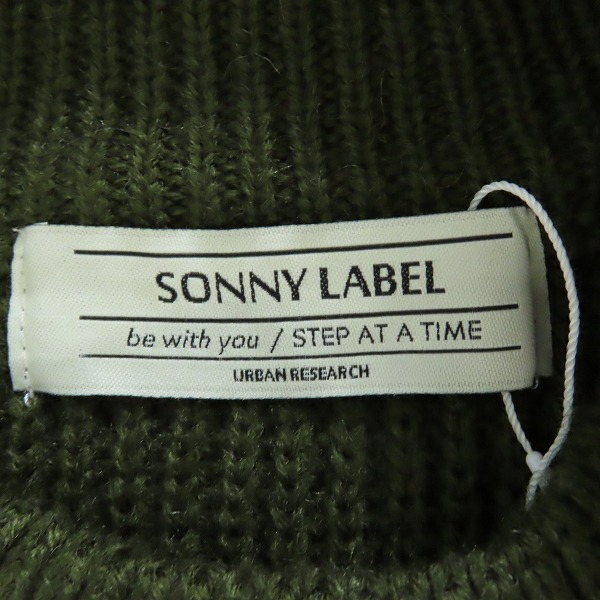 SONNY LABEL
be with you / STEP AT A TIME
URBAN RESEARCH